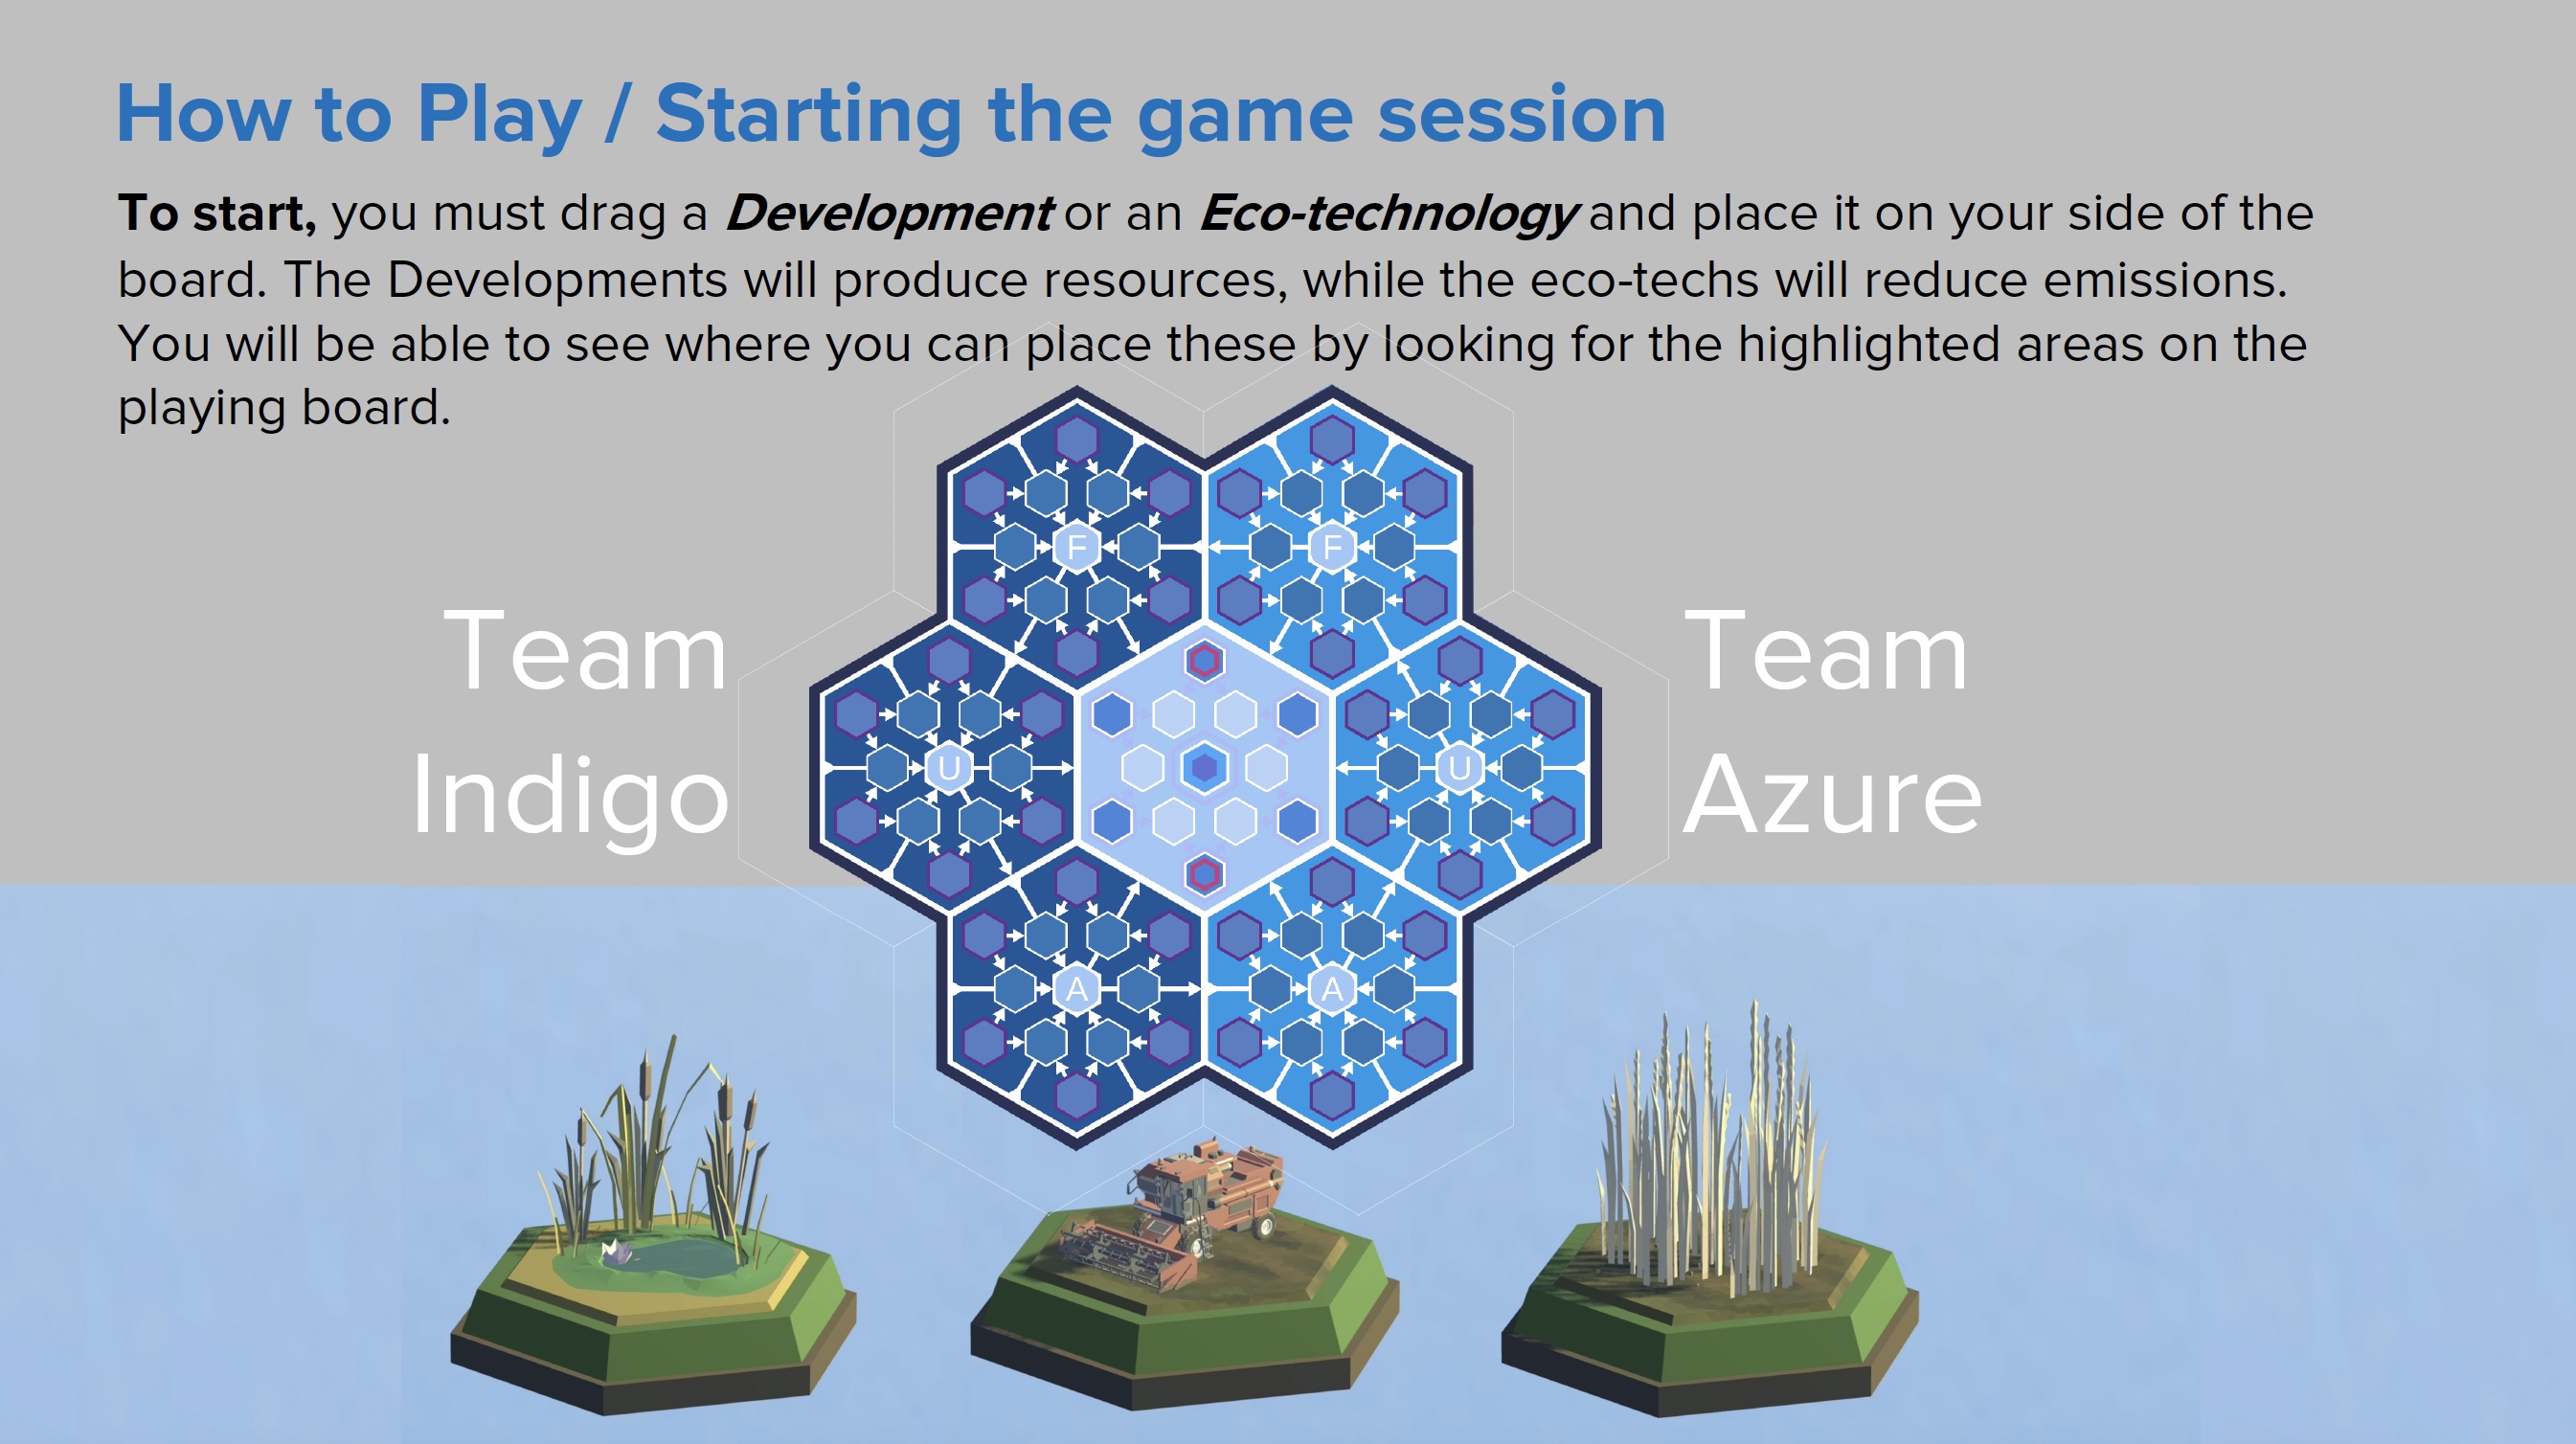 How to Play / Starting the game session
To start, you must drag a Development or an Eco-technology and place it on your side of the
board. The Developments will produce resources, while the eco-techs will reduce emissions.
You will be able to see where you can place these by looking for the highlighted areas on the
playing board.
F
F
Team
Indigo
U
U
Team
Azure
A
A